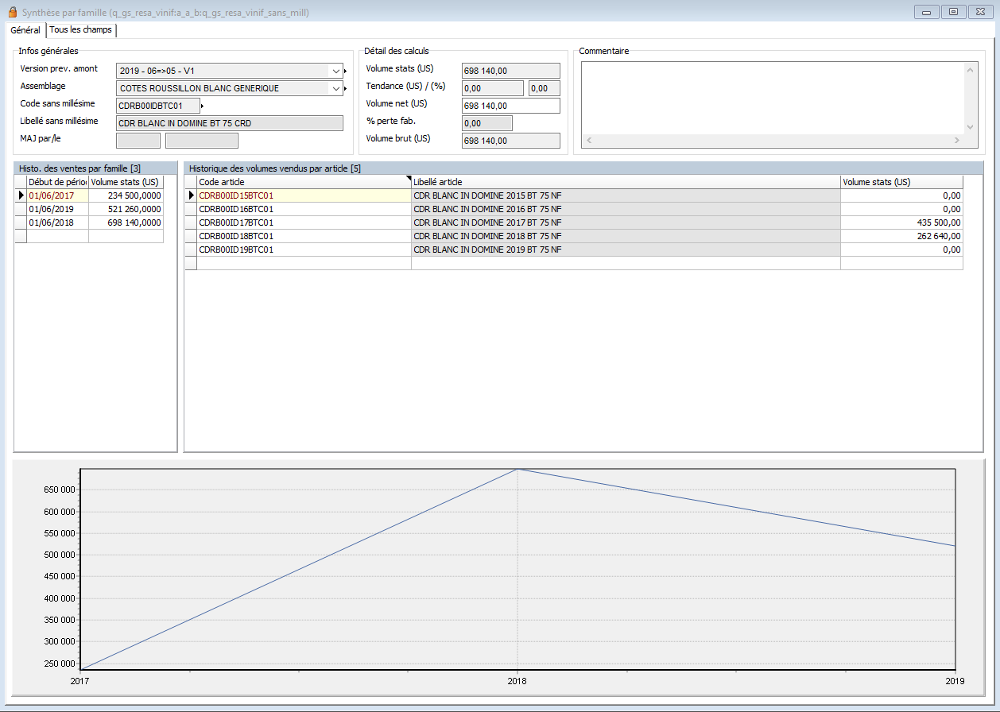 Synthèse par famille (q_gs_resa_vinif:a_a_b:q_gs_resa_vinif_sans_mill)
Général Tous les champs
Infos générales
Version prev. amont 2019 - 06=>05 - V1
Assemblage COTES ROUSSILLON BLANC GENERIQUE
Code sans millésime CDRB00IDBTC01
Libellé sans millésime CDR BLANC IN DOMINE BT 75 CRD
MAJ par/le
Détail des calculs
Volume stats (US) 698 140,00
Tendance (US) / (%) 0,00 0,00
Volume net (US) 698 140,00
% perte fab. 0,00
Volume brut (US) 698 140,00
Commentaire
Histo. des ventes par famille [3]
Début de périod Volume stats (US)
01/06/2017 234 500,0000
01/06/2019 521 260,0000
01/06/2018 698 140,0000
Historique des volumes vendus par article [5]
Code article Libellé article Volume stats (US)
CDRB00ID15BTC01 CDR BLANC IN DOMINE 2015 BT 75 NF 0,00
CDRB00ID16BTC01 CDR BLANC IN DOMINE 2016 BT 75 NF 0,00
CDRB00ID17BTC01 CDR BLANC IN DOMINE 2017 BT 75 NF 435 500,00
CDRB00ID18BTC01 CDR BLANC IN DOMINE 2018 BT 75 NF 262 640,00
CDRB00ID19BTC01 CDR BLANC IN DOMINE 2019 BT 75 NF 0,00
650 000
600 000
550 000
500 000
450 000
400 000
350 000
300 000
250 000
2017 2018 2019